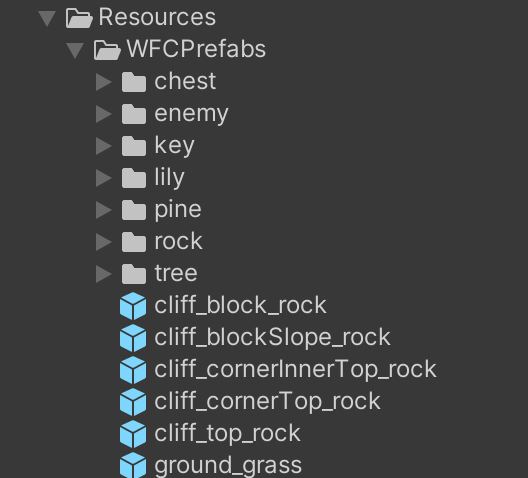 Resources
WFCPrefabs
chest
enemy
key
lily
pine
rock
tree
cliff_block_rock
cliff_blockSlope_rock
cliff_cornerInnerTop_rock
cliff_cornerTop_rock
cliff_top_rock
ground_grass